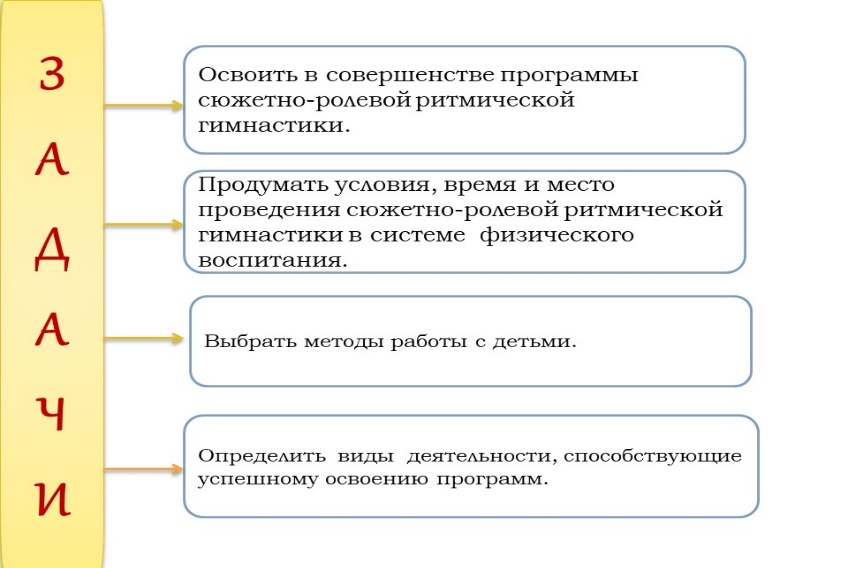 ЗАДАЧИ
Освоить в совершенстве программы
сюжетно-ролевой ритмической
гимнастики.
Продумать условия, время и место
проведения сюжетно-ролевой ритмической
гимнастики в системе физического
воспитания.
Выбрать методы работы с детьми.
Определить виды деятельности, способствующие
успешному освоению программ.